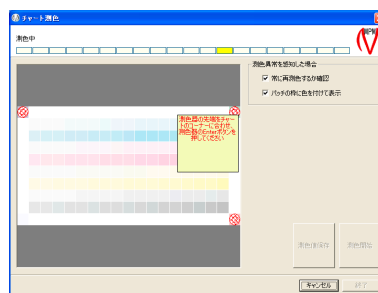 チャート測色
測色中
測色異常を感知した場合
常に再測色するか確認
パッチの枠に色を付けて表示
測色器の先端をチャー
トのコーナーに合わせ、
測色器のEnterボタンを
押してください
測色値保存
測色開始
キャンセル
終了